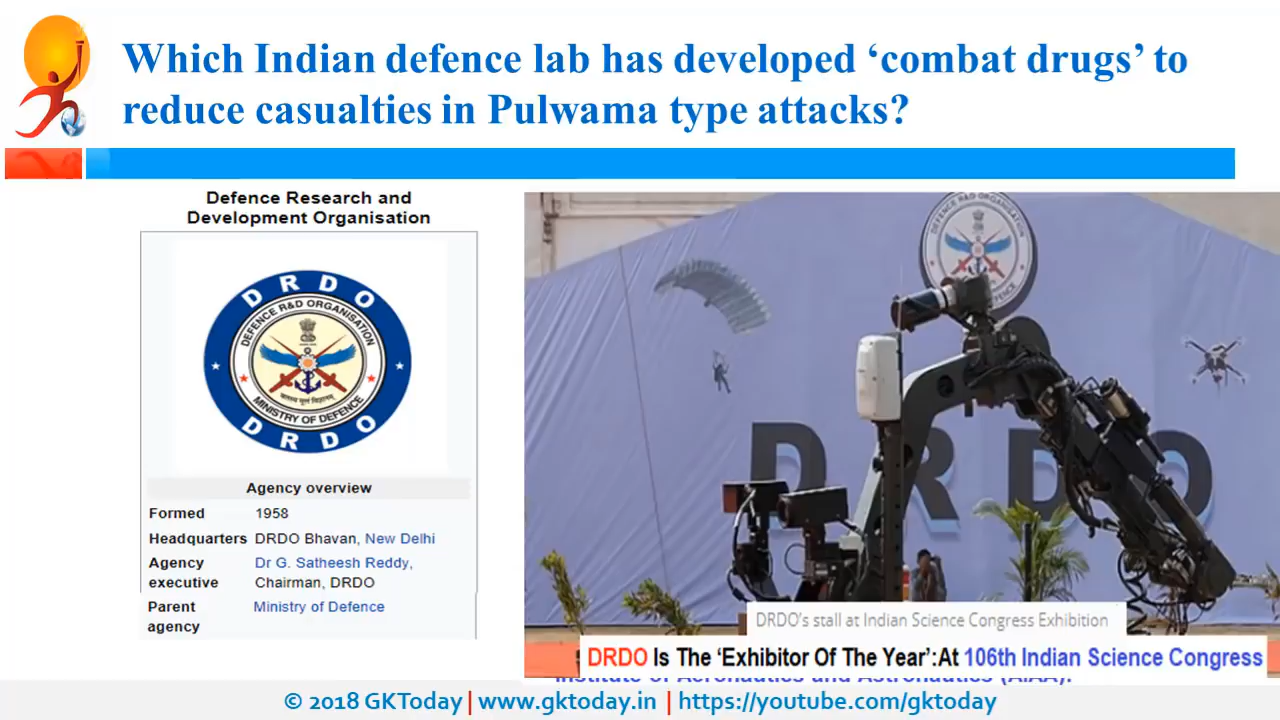 Which Indian defence lab has developed ‘combat drugs’ to
reduce casualties in Pulwama type attacks?
Defence Research and
Development Organisation
DRDO
DEFENCE R&D ORGANISATION
MINISTRY OF DEFENCE
DRDO
Agency overview
Formed 1958
Headquarters DRDO Bhavan, New Delhi
Agency executive Dr G. Satheesh Reddy,
Chairman, DRDO
Parent agency Ministry of Defence
DEFENCE R&D ORGANISATION
DRDO
DRDO's stall at Indian Science Congress Exhibition
DRDO Is The ‘Exhibitor Of The Year’:At 106th Indian Science Congress
Institute of Aeronautics and Astronautics (AIAA).
© 2018 GKToday | www.gktoday.in | https://youtube.com/gktoday